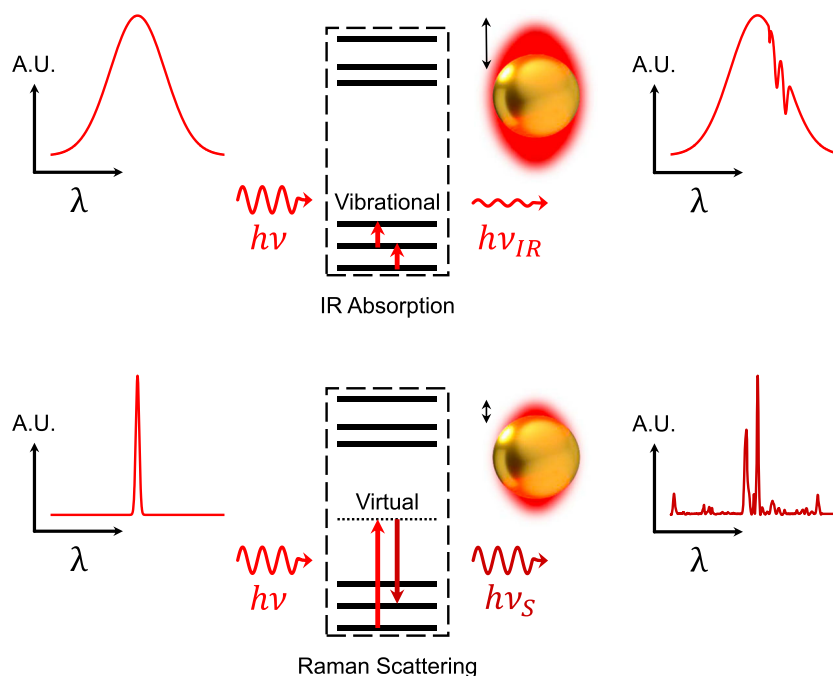 A.U.
λ
hν
Vibrational
IR Absorption
hν_IR
A.U.
λ
A.U.
λ
hν
Virtual
Raman Scattering
hν_S
A.U.
λ